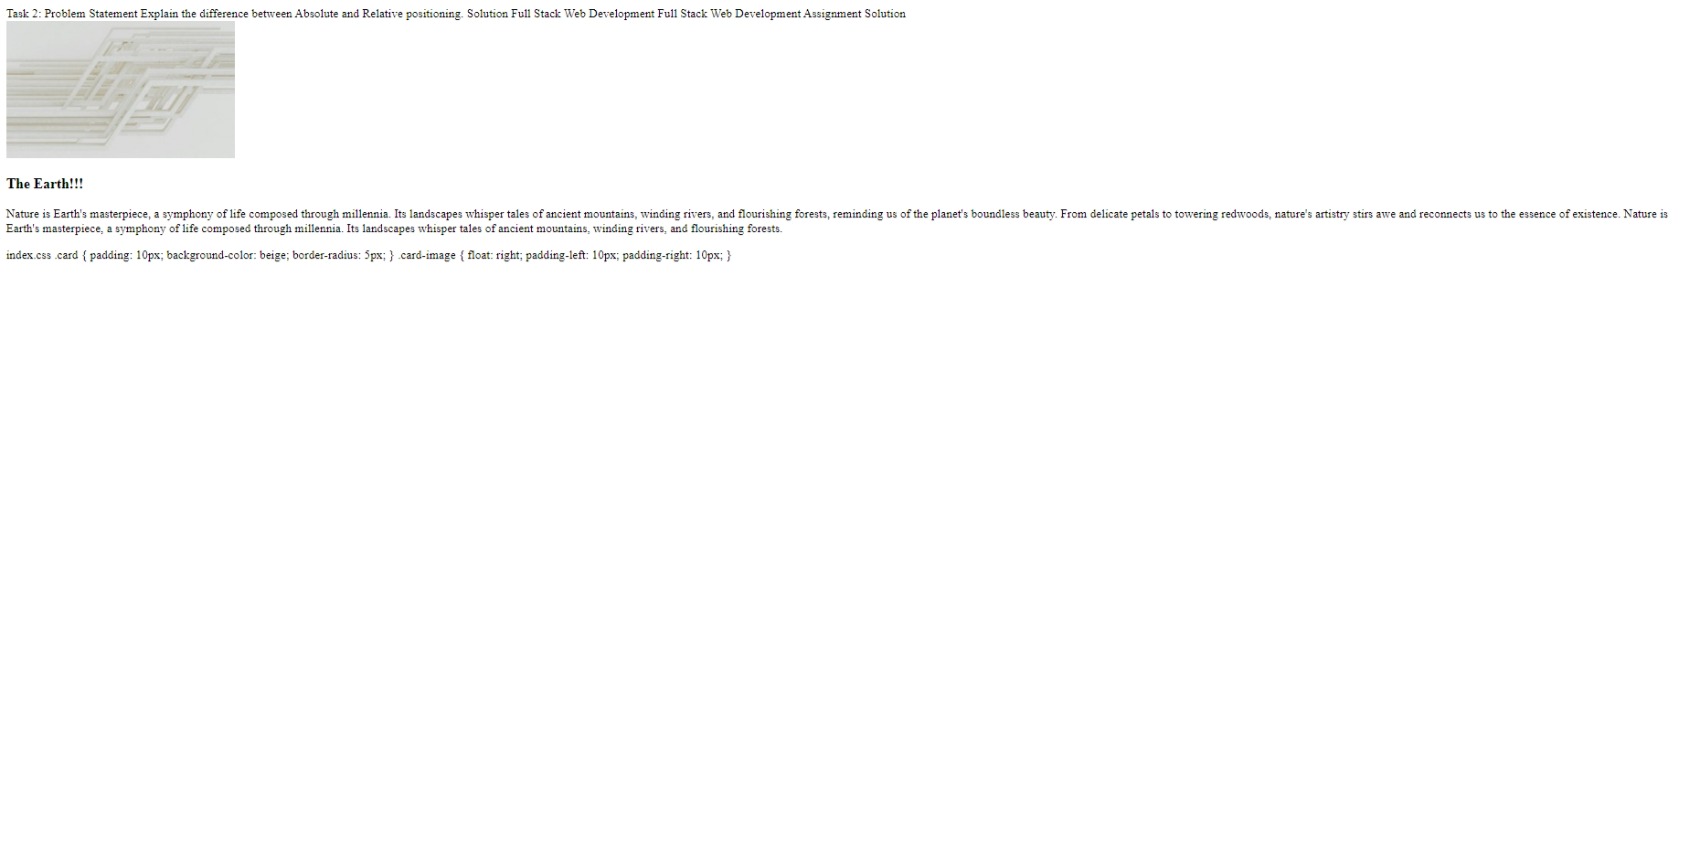 Task 2: Problem Statement Explain the difference between Absolute and Relative positioning. Solution Full Stack Web Development Full Stack Web Development Assignment Solution
The Earth!!!
Nature is Earth's masterpiece, a symphony of life composed through millennia. Its landscapes whisper tales of ancient mountains, winding rivers, and flourishing forests, reminding us of the planet's boundless beauty. From delicate petals to towering redwoods, nature's artistry stirs awe and reconnects us to the essence of existence. Nature is
Earth's masterpiece, a symphony of life composed through millennia. Its landscapes whisper tales of ancient mountains, winding rivers, and flourishing forests.
index.css .card { padding: 10px; background-color: beige; border-radius: 5px; } .card-image { float: right; padding-left: 10px; padding-right: 10px; }